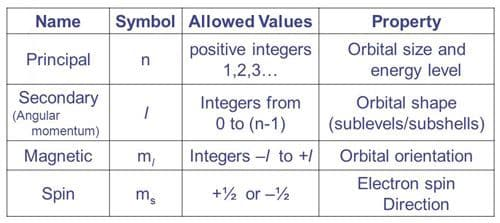 Name Symbol Allowed Values Property
Principal n positive integers 1,2,3… Orbital size and energy level
Secondary (Angular momentum) l Integers from 0 to (n-1) Orbital shape (sublevels/subshells)
Magnetic ml Integers –l to +l Orbital orientation
Spin ms +½ or –½ Electron spin Direction